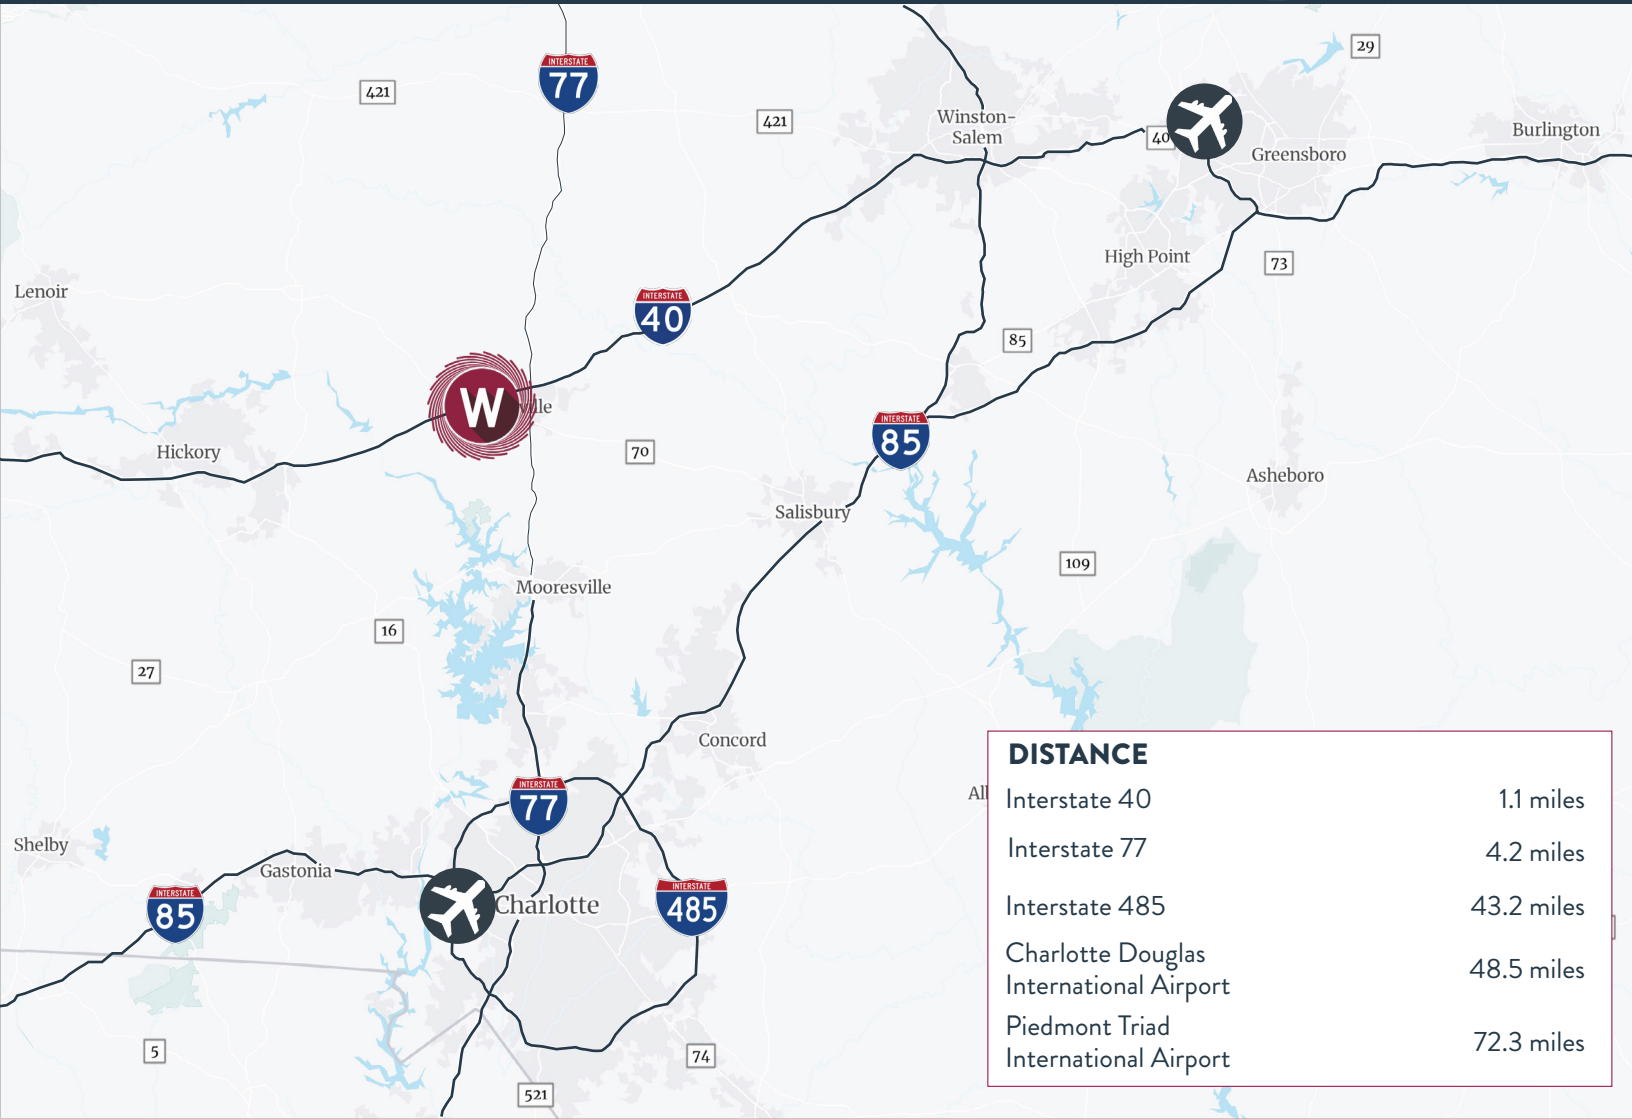 INTERSTATE
77
29
421
421
Winston-
Salem
40
Greensboro
Burlington
High Point
73
Lenoir
INTERSTATE
40
85
W
ville
INTERSTATE
85
Hickory
70
Asheboro
Salisbury
109
Mooresville
16
27
Concord
INTERSTATE
77
Shelby
Gastonia
INTERSTATE
85
Charlotte
INTERSTATE
485
5
74
521
DISTANCE
Interstate 40 1.1 miles
Interstate 77 4.2 miles
Interstate 485 43.2 miles
Charlotte Douglas
International Airport 48.5 miles
Piedmont Triad
International Airport 72.3 miles